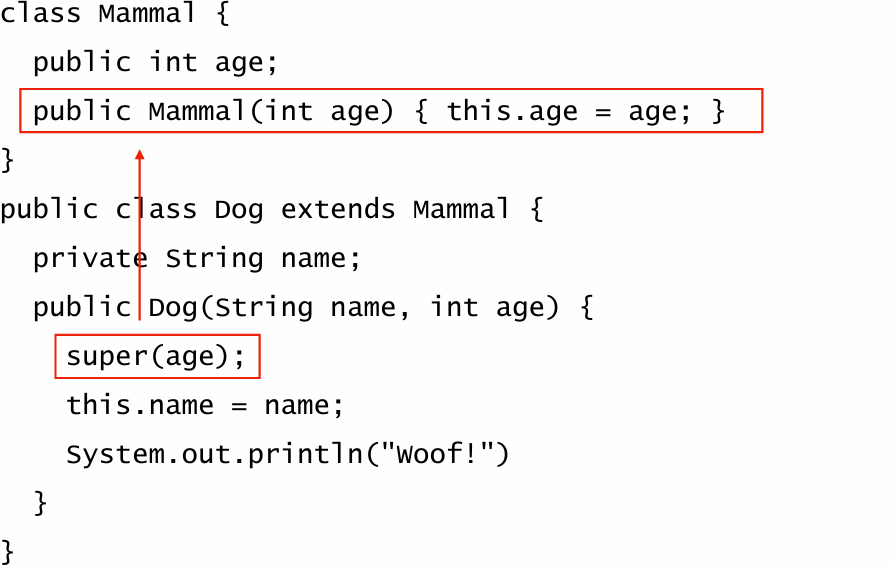 class Mammal {
public int age;
public Mammal(int age) { this.age = age; }
}
public class Dog extends Mammal {
private String name;
public Dog(String name, int age) {
super(age);
this.name = name;
System.out.println("Woof!")
}
}